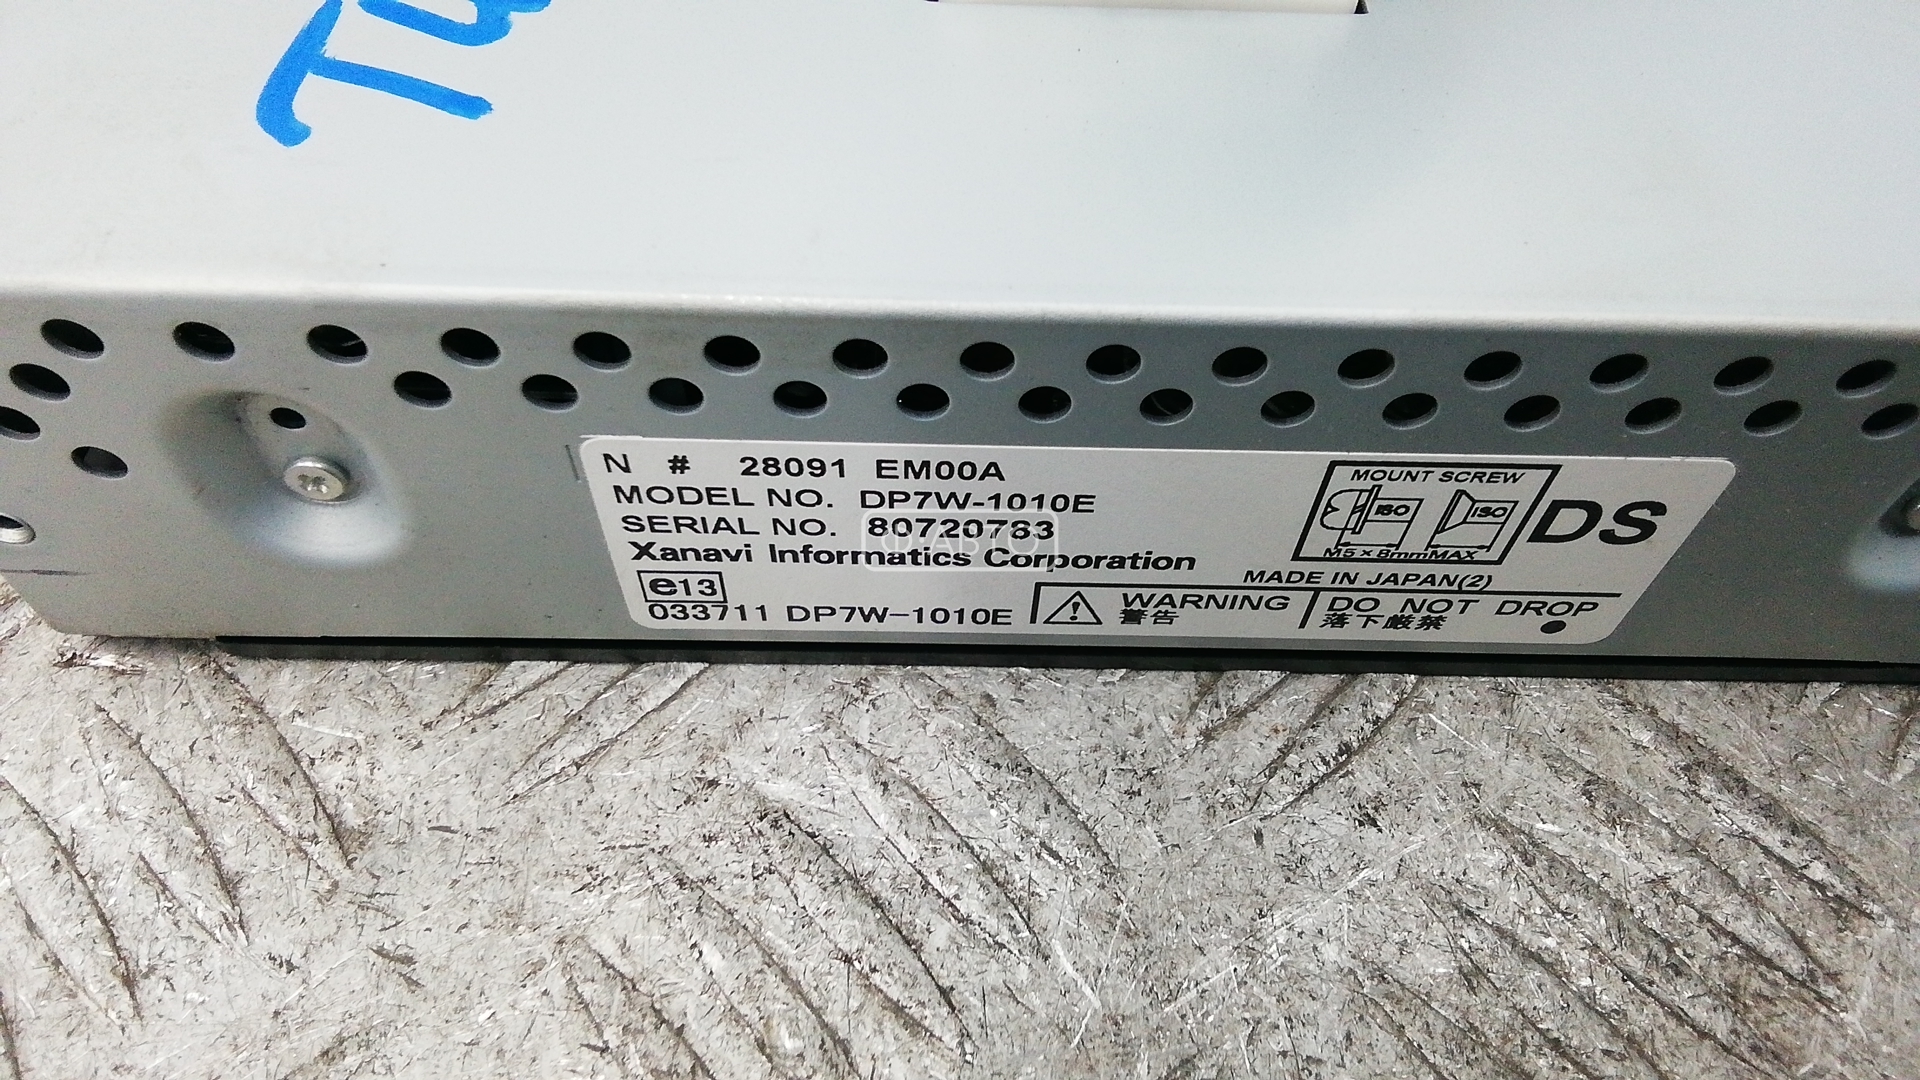 N # 28091 EM00A
MODEL NO. DP7W-1010E
SERIAL NO. 80720783
Xanavi Informatics Corporation
e13
033711 DP7W-1010E
MOUNT SCREW
ISO ISO
M5×8mmMAX
DS
MADE IN JAPAN(2)
WARNING
警告
DO NOT DROP
落下厳禁